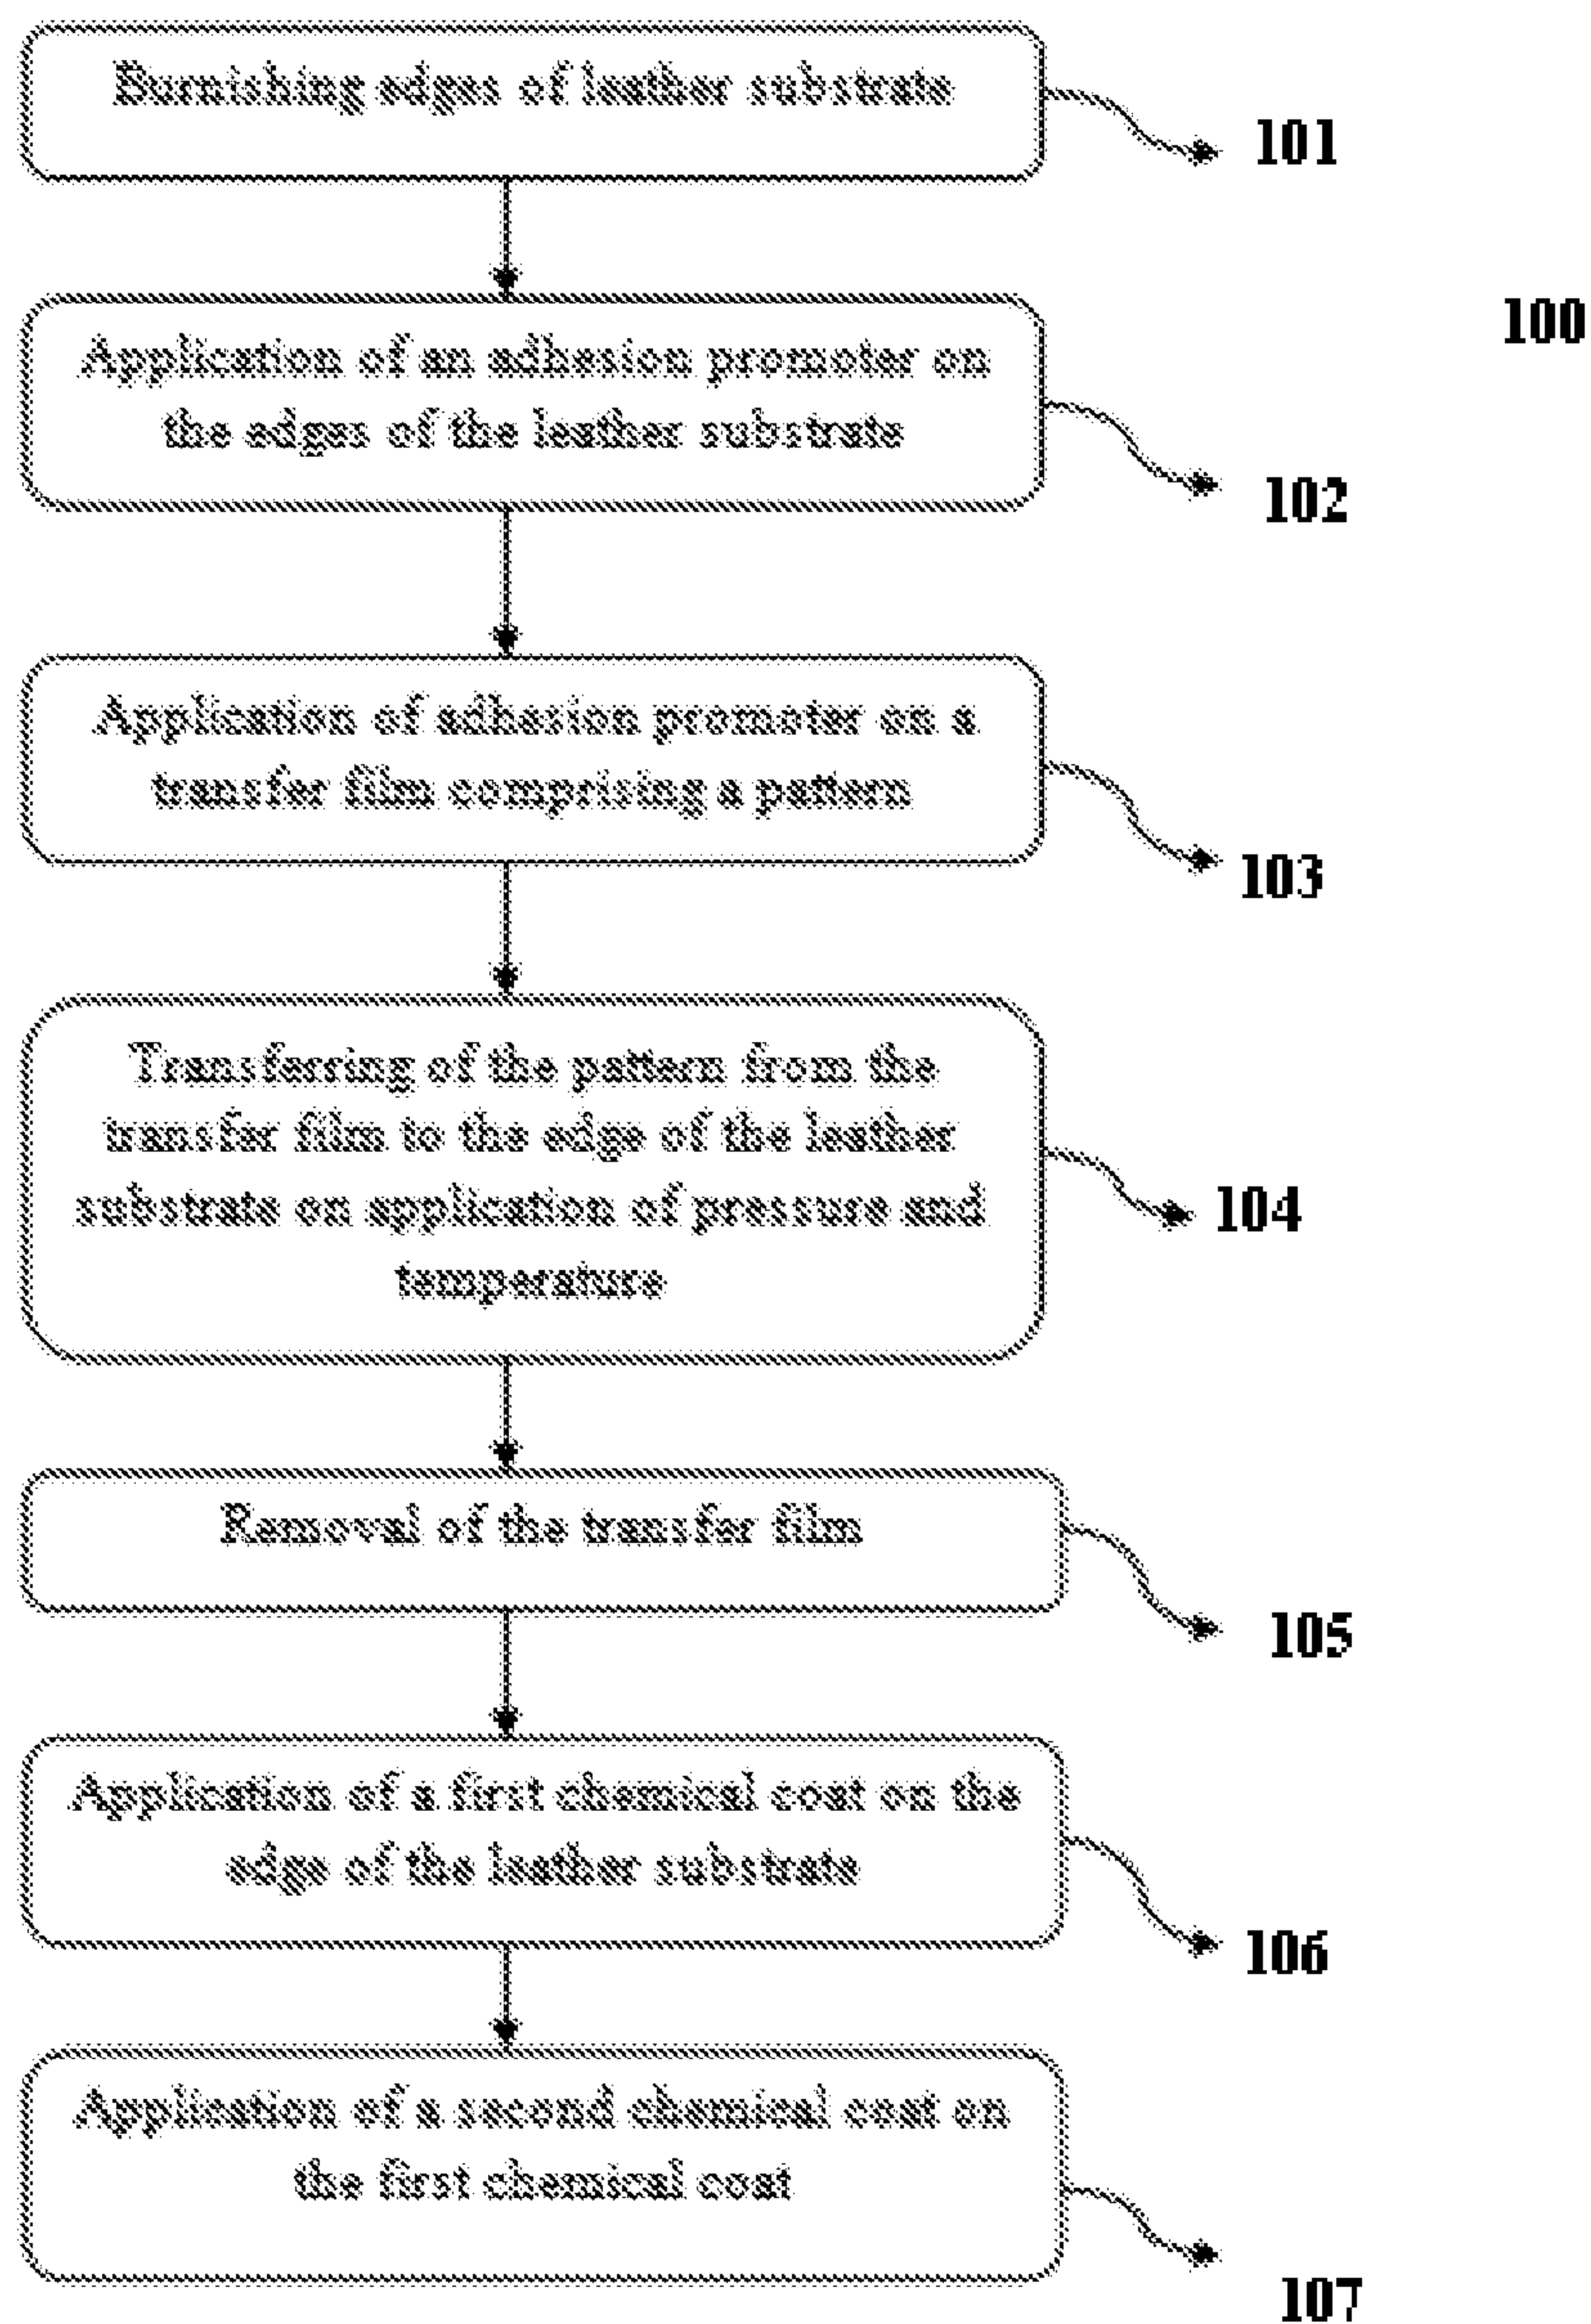 Burnishing edges of leather substrate
101
100
Application of an adhesion promoter on
the edges of the leather substrate
102
Application of adhesion promoter on a
transfer film comprising a pattern
103
Transferring of the pattern from the
transfer film to the edge of the leather
substrate on application of pressure and
temperature
104
Removal of the transfer film
105
Application of a first chemical coat on the
edge of the leather substrate
106
Application of a second chemical coat on
the first chemical coat
107